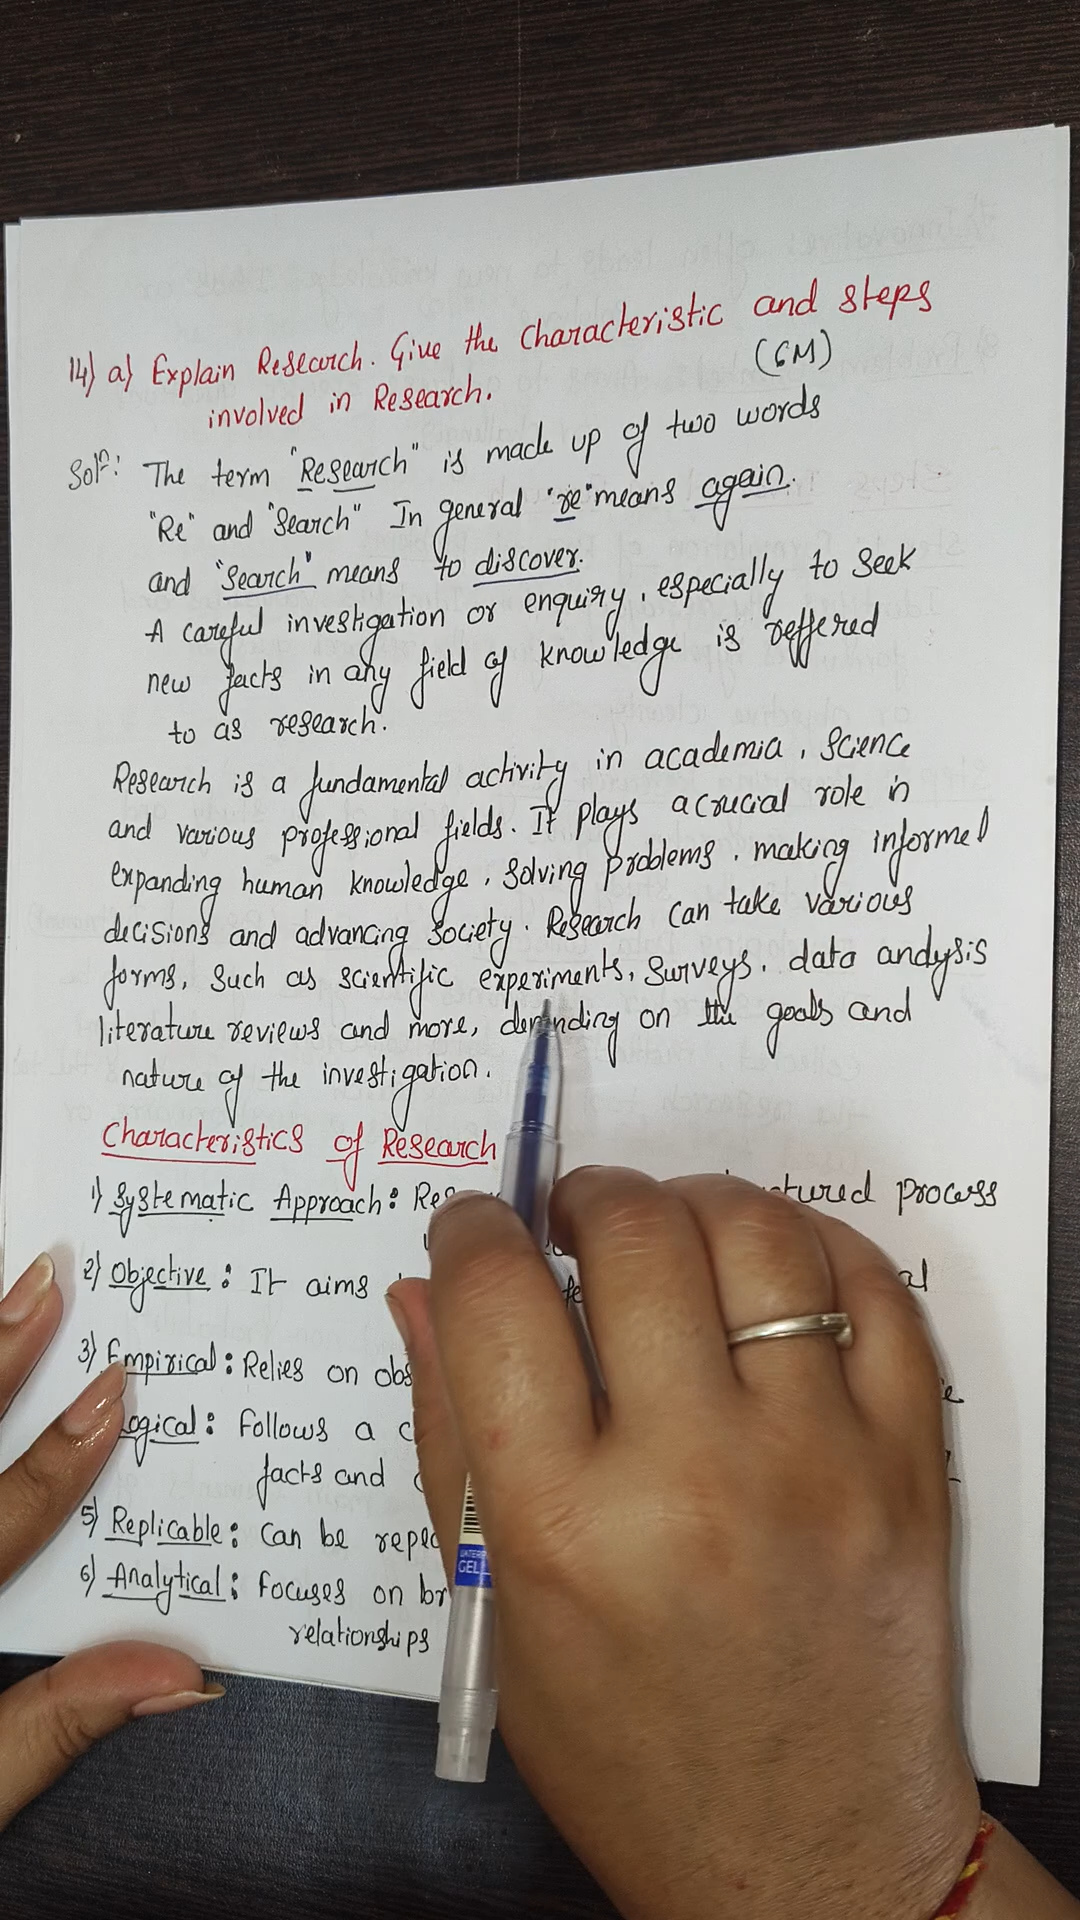 14) a) Explain Research. Give the Characteristic and steps
involved in Research. (6M)
Solⁿ: The term "Research" is made up of two words
"Re" and "Search" In general "re" means again.
and "Search" means to discover.
A careful investigation or enquiry, especially to seek
new facts in any field of knowledge is reffered
to as research.
Research is a fundamental activity in academia, science
and various professional fields. It plays a crucial role in
expanding human knowledge, solving problems, making informed
decisions and advancing society. Research can take various
forms, such as scientific experiments, surveys, data analysis
literature reviews and more, depending on the goals and
nature of the investigation.
Characteristics of Research
1) Systematic Approach: process
2) Objective: It aims
3) Empirical: Relies on
Logical: Follows a
facts and
5) Replicable: Can be
6) Analytical: Focuses on
relationships
GEL